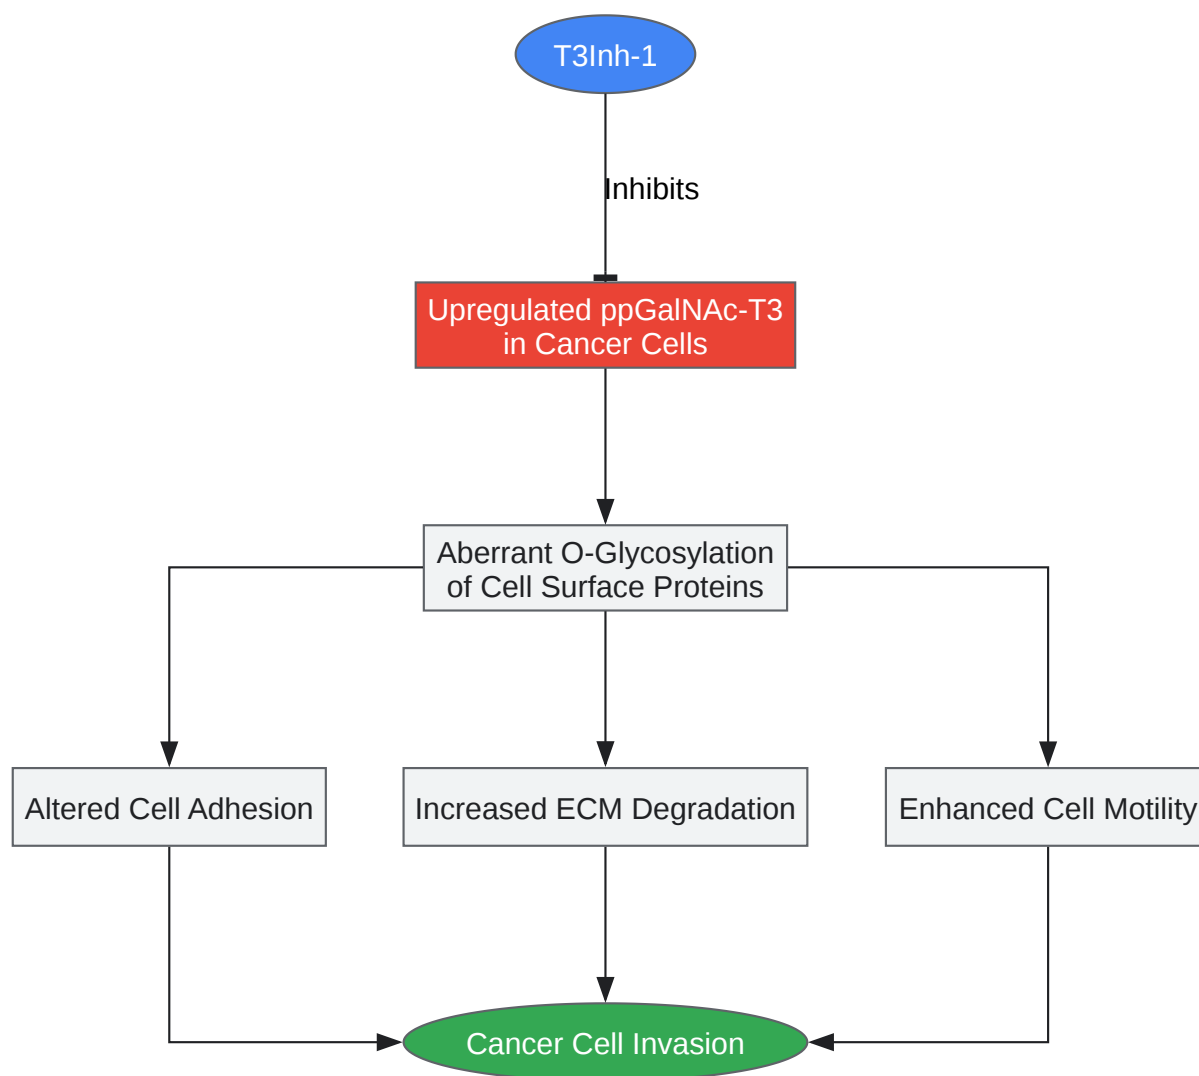 T3Inh-1
Inhibits
Upregulated ppGalNAc-T3
in Cancer Cells
Aberrant O-Glycosylation
of Cell Surface Proteins
Altered Cell Adhesion
Increased ECM Degradation
Enhanced Cell Motility
Cancer Cell Invasion